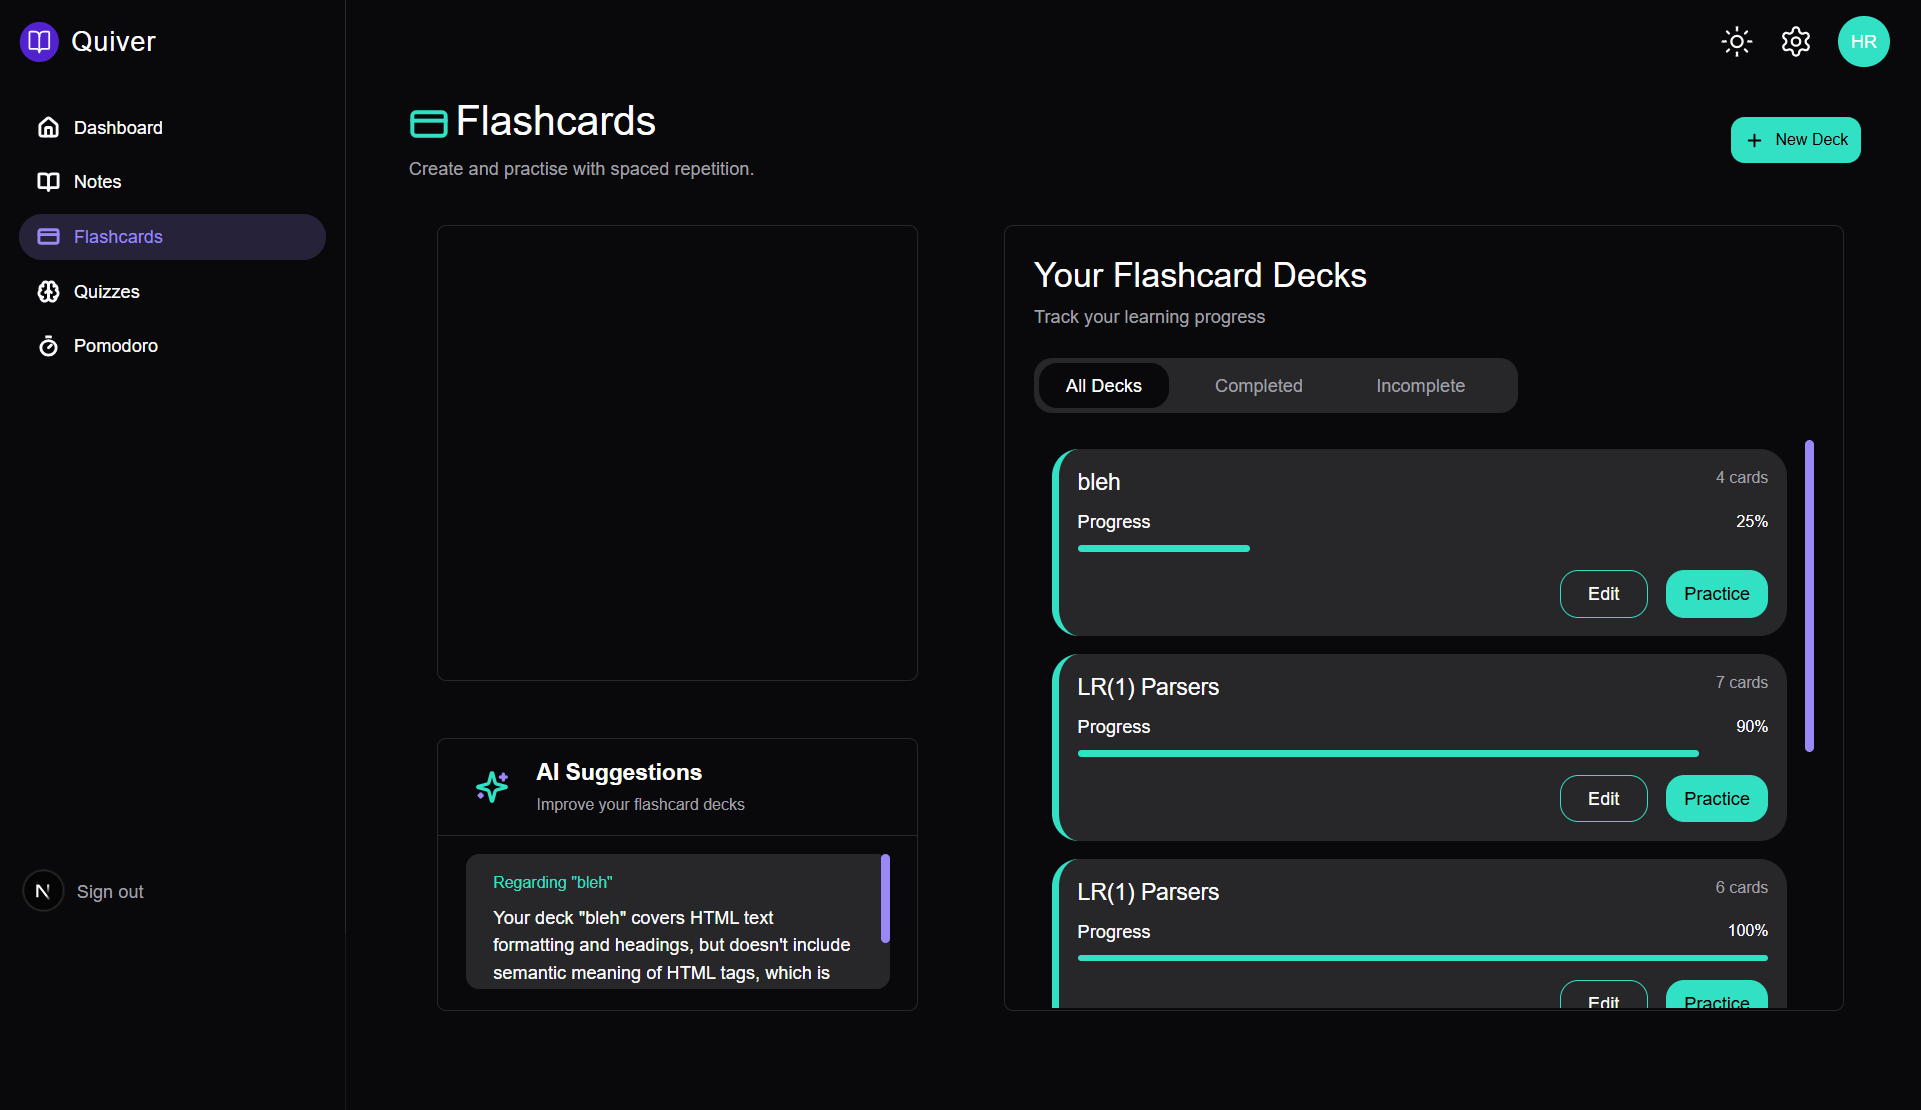 Quiver
HR
Dashboard
Notes
Flashcards
Quizzes
Pomodoro
N
Sign out
Flashcards
Create and practise with spaced repetition.
+ New Deck
AI Suggestions
Improve your flashcard decks
Regarding "bleh"
Your deck "bleh" covers HTML text
formatting and headings, but doesn't include
semantic meaning of HTML tags, which is
Your Flashcard Decks
Track your learning progress
All Decks Completed Incomplete
bleh 4 cards
Progress 25%
Edit Practice
LR(1) Parsers 7 cards
Progress 90%
Edit Practice
LR(1) Parsers 6 cards
Progress 100%
Edit Practice